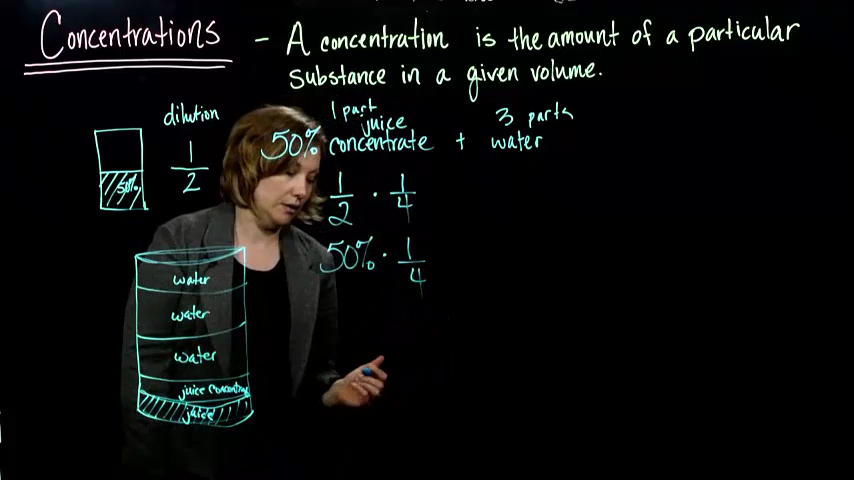 Concentrations - A concentration is the amount of a particular
substance in a given volume.
dilution
1 part
juice
3 parts
50% concentrate + water
50%
1/2
1/2 · 1/4
50% · 1/4
water
water
water
juice concentrate
juice